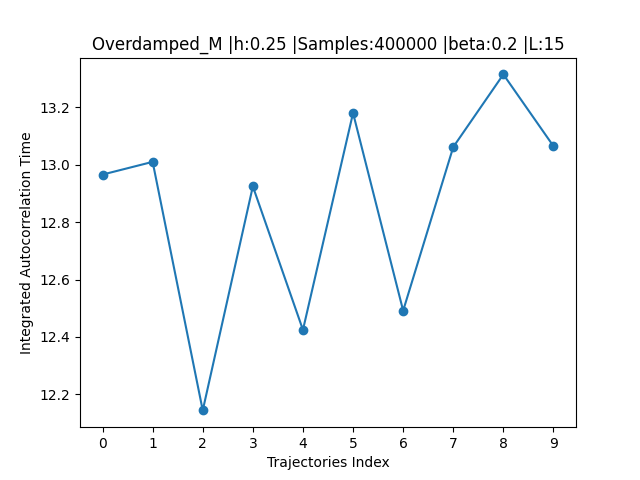 Overdamped_M |h:0.25 |Samples:400000 |beta:0.2 |L:15
Integrated Autocorrelation Time
13.2
13.0
12.8
12.6
12.4
12.2
0 1 2 3 4 5 6 7 8 9
Trajectories Index